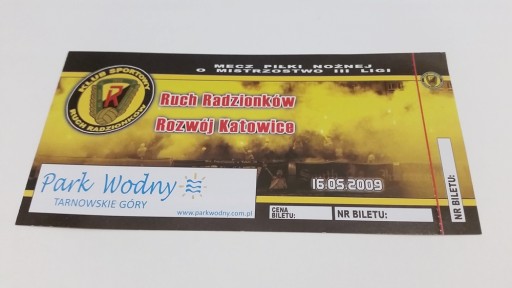 MECZ PIŁKI NOŻNEJ
O MISTRZOSTWO III LIGI
KLUB SPORTOWY
R
RUCH RADZIONKÓW
Ruch Radzionków
Rozwój Katowice
Park Wodny
TARNOWSKIE GÓRY
www.parkwodny.com.pl
16.05.2009
CENA
BILETU:
NR BILETU:
NR BILETU: